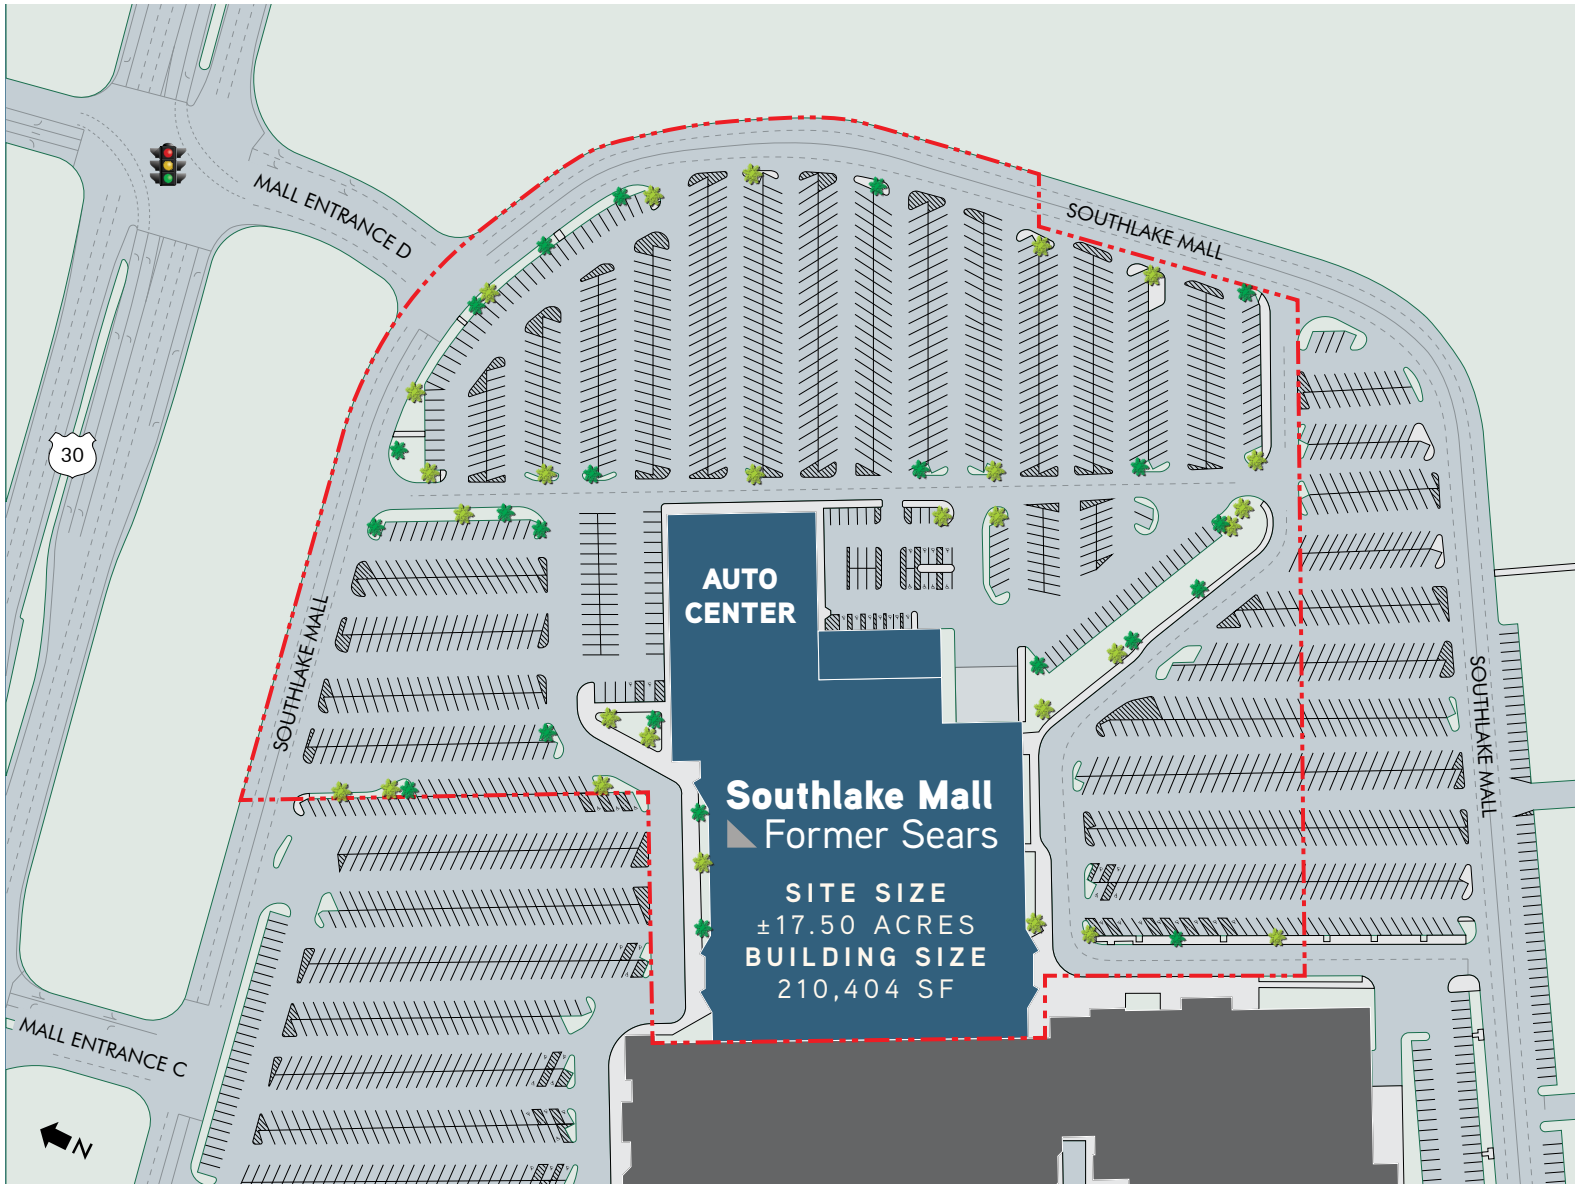 MALL ENTRANCE D
SOUTHLAKE MALL
30
AUTO
CENTER
SOUTHLAKE MALL
SOUTHLAKE MALL
Southlake Mall
Former Sears
SITE SIZE
±17.50 ACRES
BUILDING SIZE
210,404 SF
MALL ENTRANCE C
N